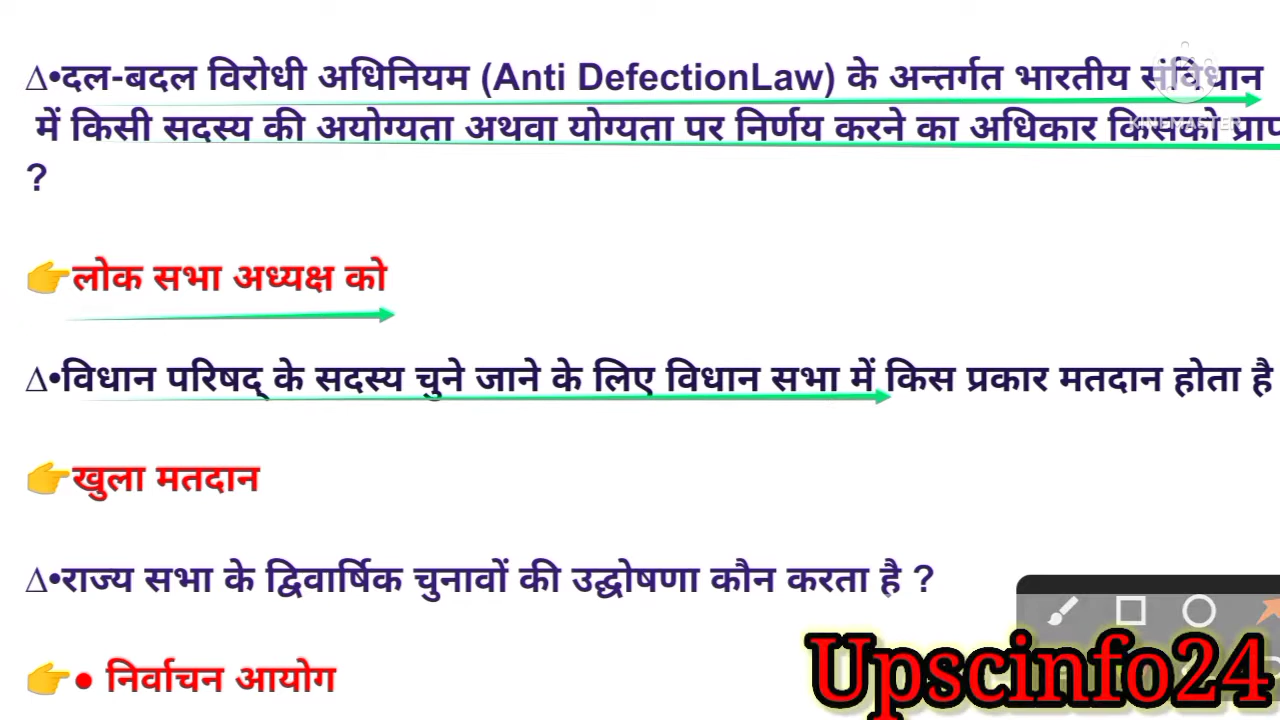 ∆•दल-बदल विरोधी अधिनियम (Anti DefectionLaw) के अन्तर्गत भारतीय संविधान
में किसी सदस्य की अयोग्यता अथवा योग्यता पर निर्णय करने का अधिकार किसको
?
👉लोक सभा अध्यक्ष को
∆•विधान परिषद् के सदस्य चुने जाने के लिए विधान सभा में किस प्रकार मतदान होता है
👉खुला मतदान
∆•राज्य सभा के द्विवार्षिक चुनावों की उद्घोषणा कौन करता है ?
👉• निर्वाचन आयोग
Upscinfo24
KINEMASTER